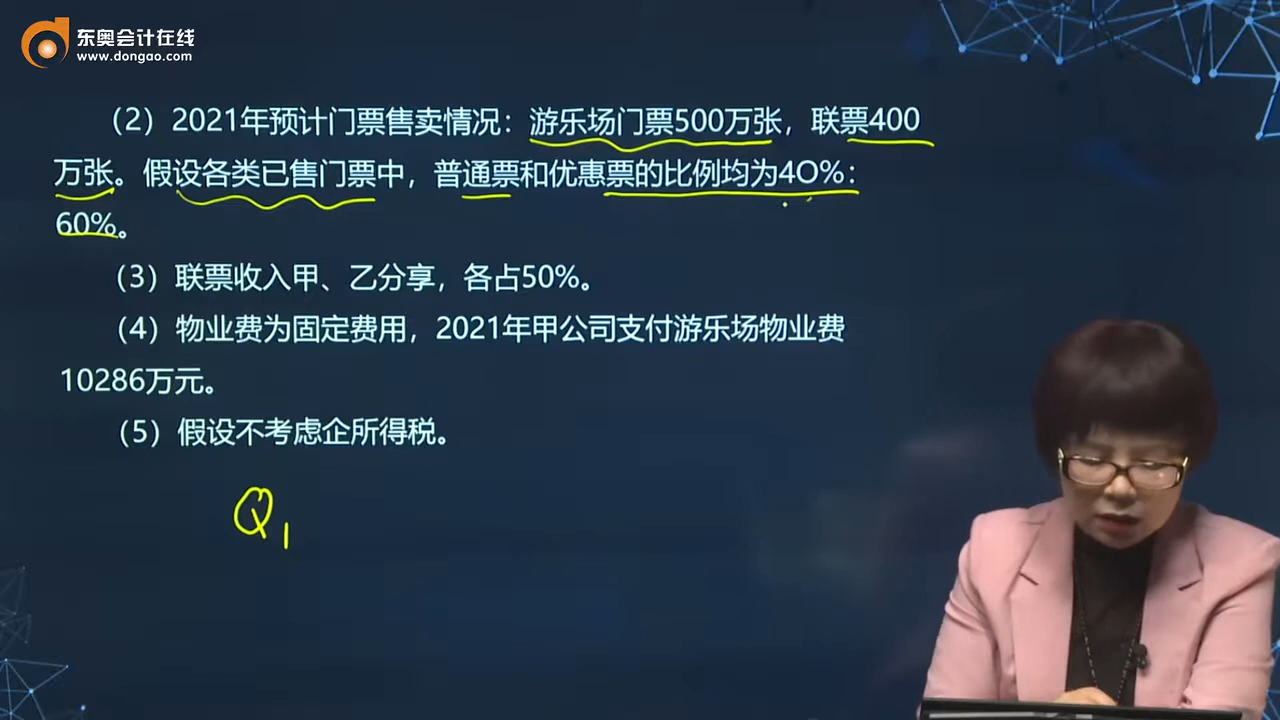 东奥会计在线
www.dongao.com
（2）2021年预计门票售卖情况：游乐场门票500万张，联票400
万张。假设各类已售门票中，普通票和优惠票的比例均为40%：
60%。
（3）联票收入甲、乙分享，各占50%。
（4）物业费为固定费用，2021年甲公司支付游乐场物业费
10286万元。
（5）假设不考虑企所得税。
Q1